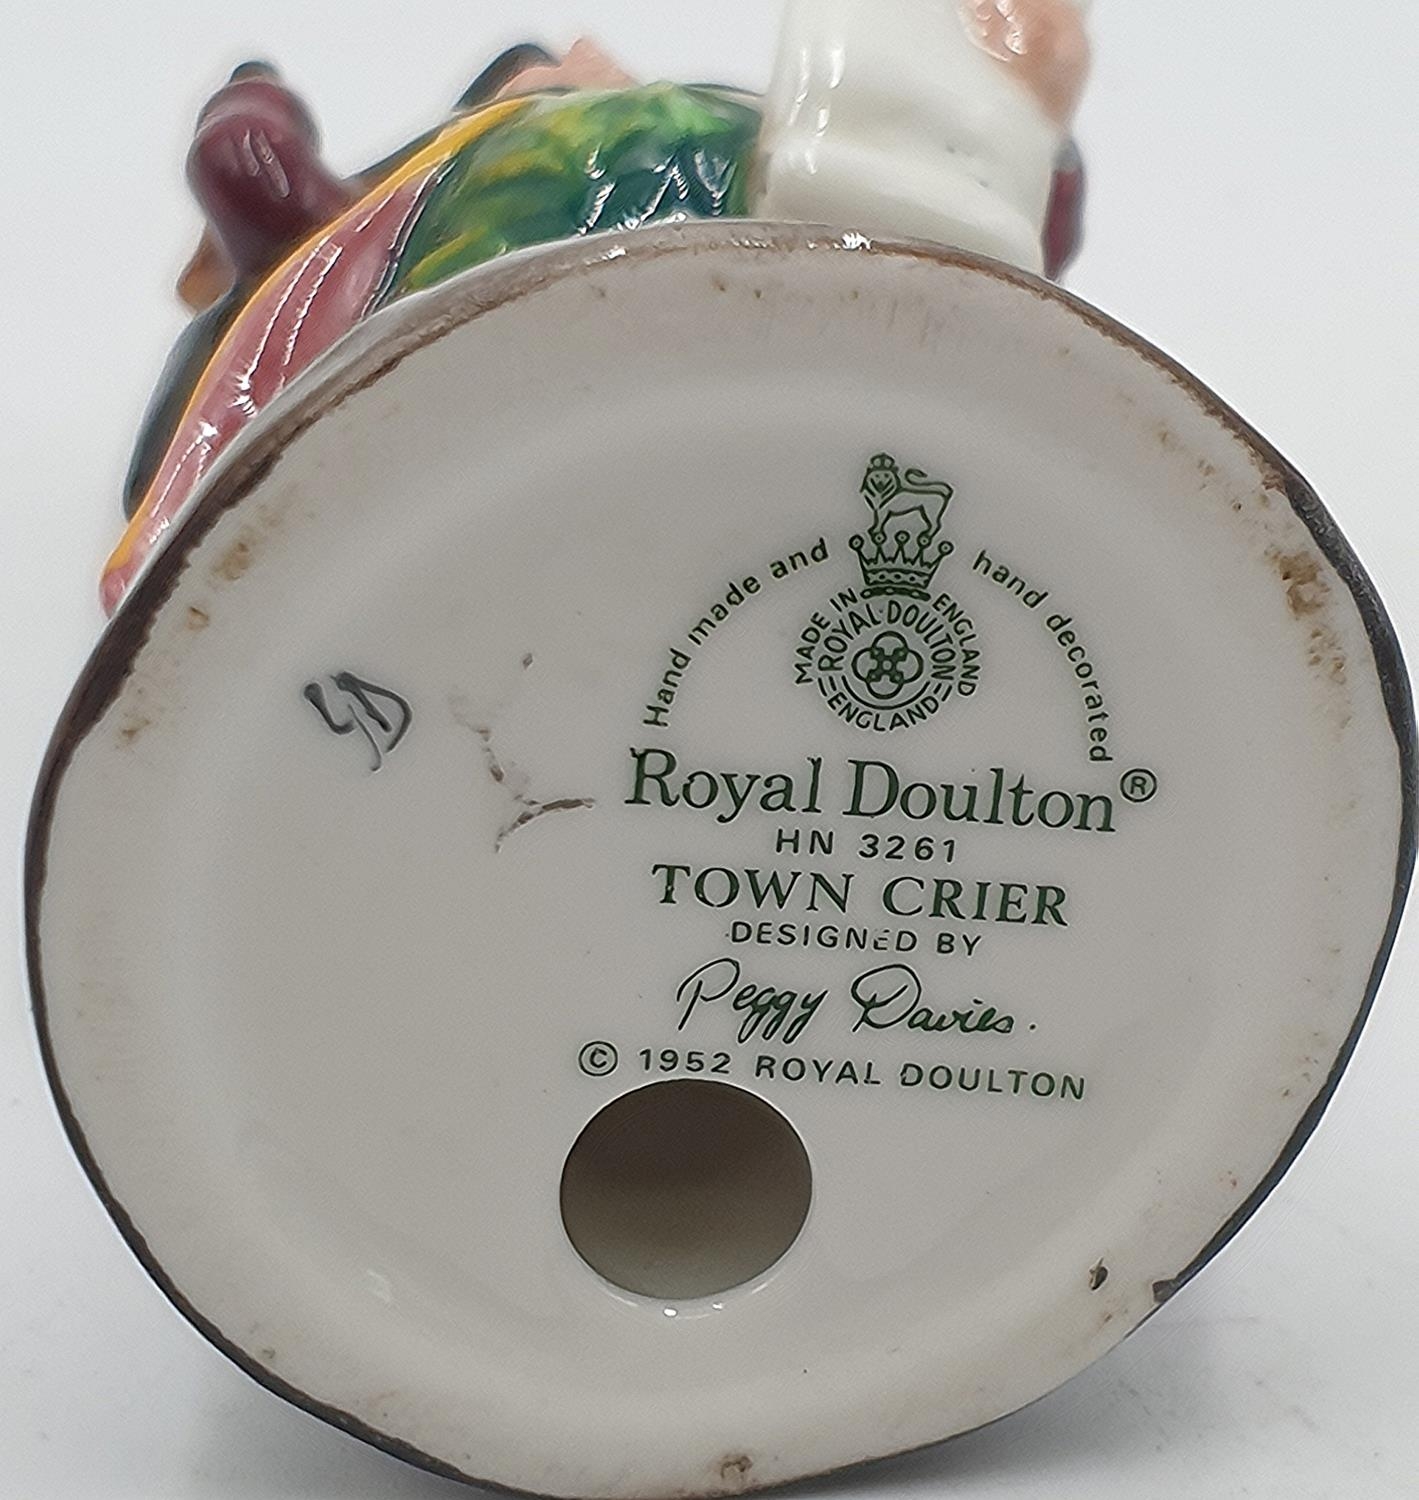 Hand made and hand decorated
MADE IN ENGLAND
ROYAL·DOULTON
ENGLAND
Royal Doulton®
HN 3261
TOWN CRIER
DESIGNED BY
Peggy Davies.
© 1952 ROYAL DOULTON